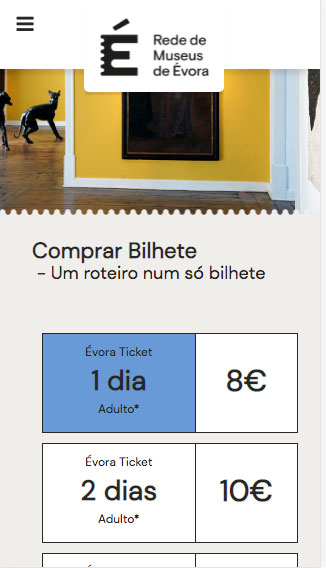 Rede de
Museus
de Évora
Comprar Bilhete
– Um roteiro num só bilhete
Évora Ticket
1 dia
Adulto*
8€
Évora Ticket
2 dias
Adulto*
10€